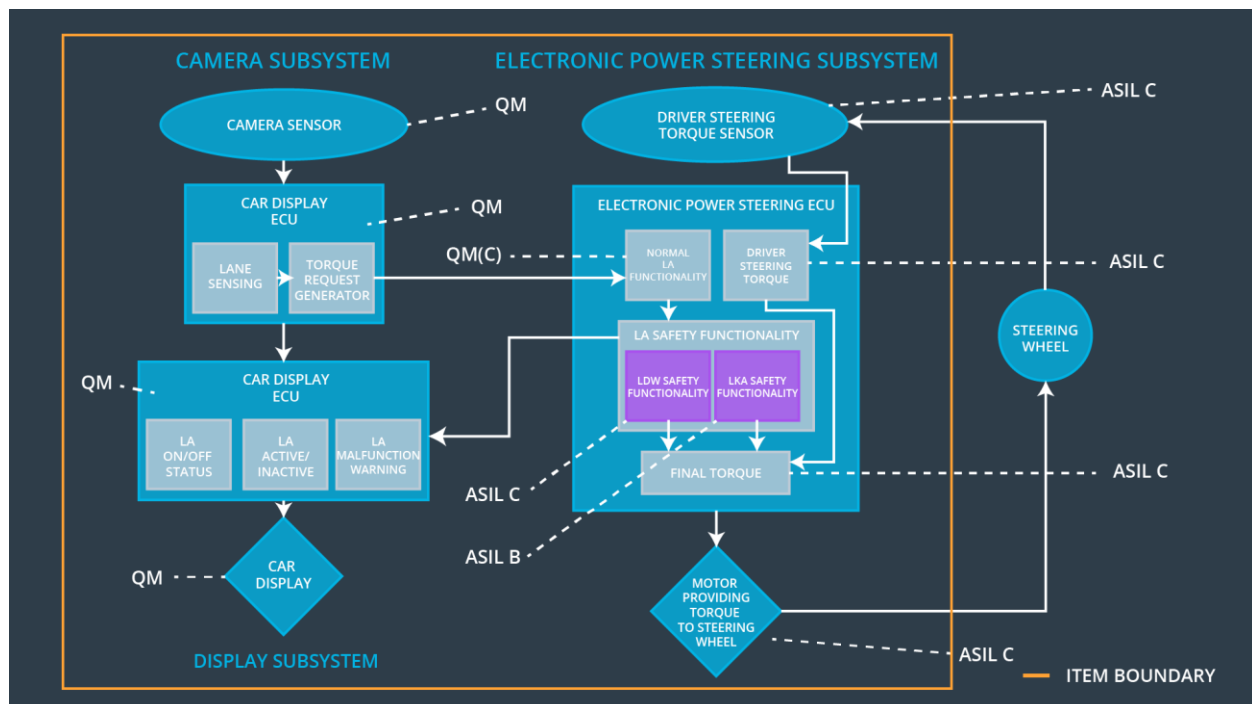 CAMERA SUBSYSTEM
ELECTRONIC POWER STEERING SUBSYSTEM
CAMERA SENSOR
QM
DRIVER STEERING
TORQUE SENSOR
ASIL C
CAR DISPLAY
ECU
QM
LANE
SENSING
TORQUE
REQUEST
GENERATOR
ELECTRONIC POWER STEERING ECU
QM(C)
NORMAL
LA
FUNCTIONALITY
DRIVER
STEERING
TORQUE
ASIL C
LA SAFETY FUNCTIONALITY
LDW SAFETY
FUNCTIONALITY
LKA SAFETY
FUNCTIONALITY
STEERING
WHEEL
QM
CAR DISPLAY
ECU
LA
ON/OFF
STATUS
LA
ACTIVE/
INACTIVE
LA
MALFUNCTION
WARNING
FINAL TORQUE
ASIL C
ASIL C
ASIL B
QM
CAR
DISPLAY
MOTOR
PROVIDING
TORQUE
TO STEERING
WHEEL
ASIL C
DISPLAY SUBSYSTEM
ITEM BOUNDARY